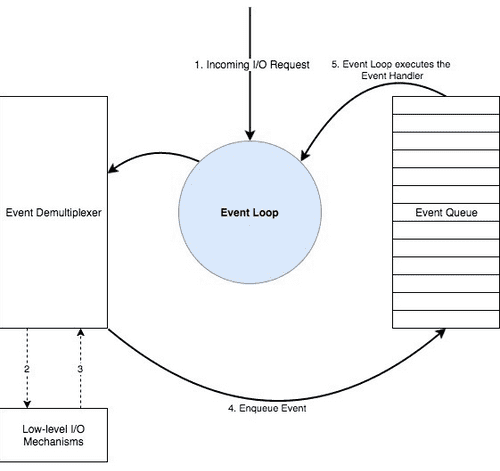 1. Incoming I/O Request
5. Event Loop executes the
Event Handler
Event Demultiplexer
Event Loop
Event Queue
2
3
4. Enqueue Event
Low-level I/O
Mechanisms